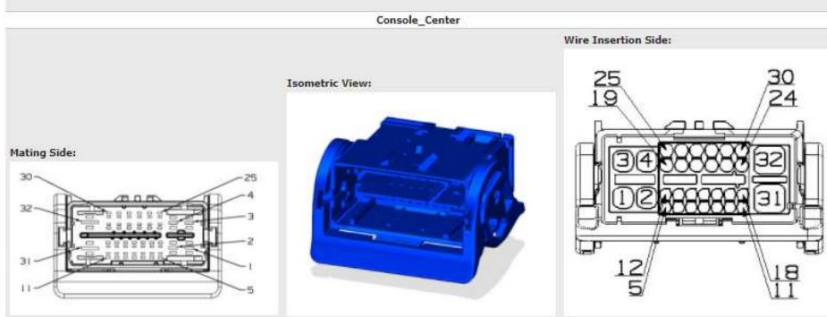 Console_Center
Wire Insertion Side:
Isometric View:
Mating Side:
25 30
19 24
3 4 32
1 2 31
12 18
5 11
30 25
32 4
3
2
31 1
11 5